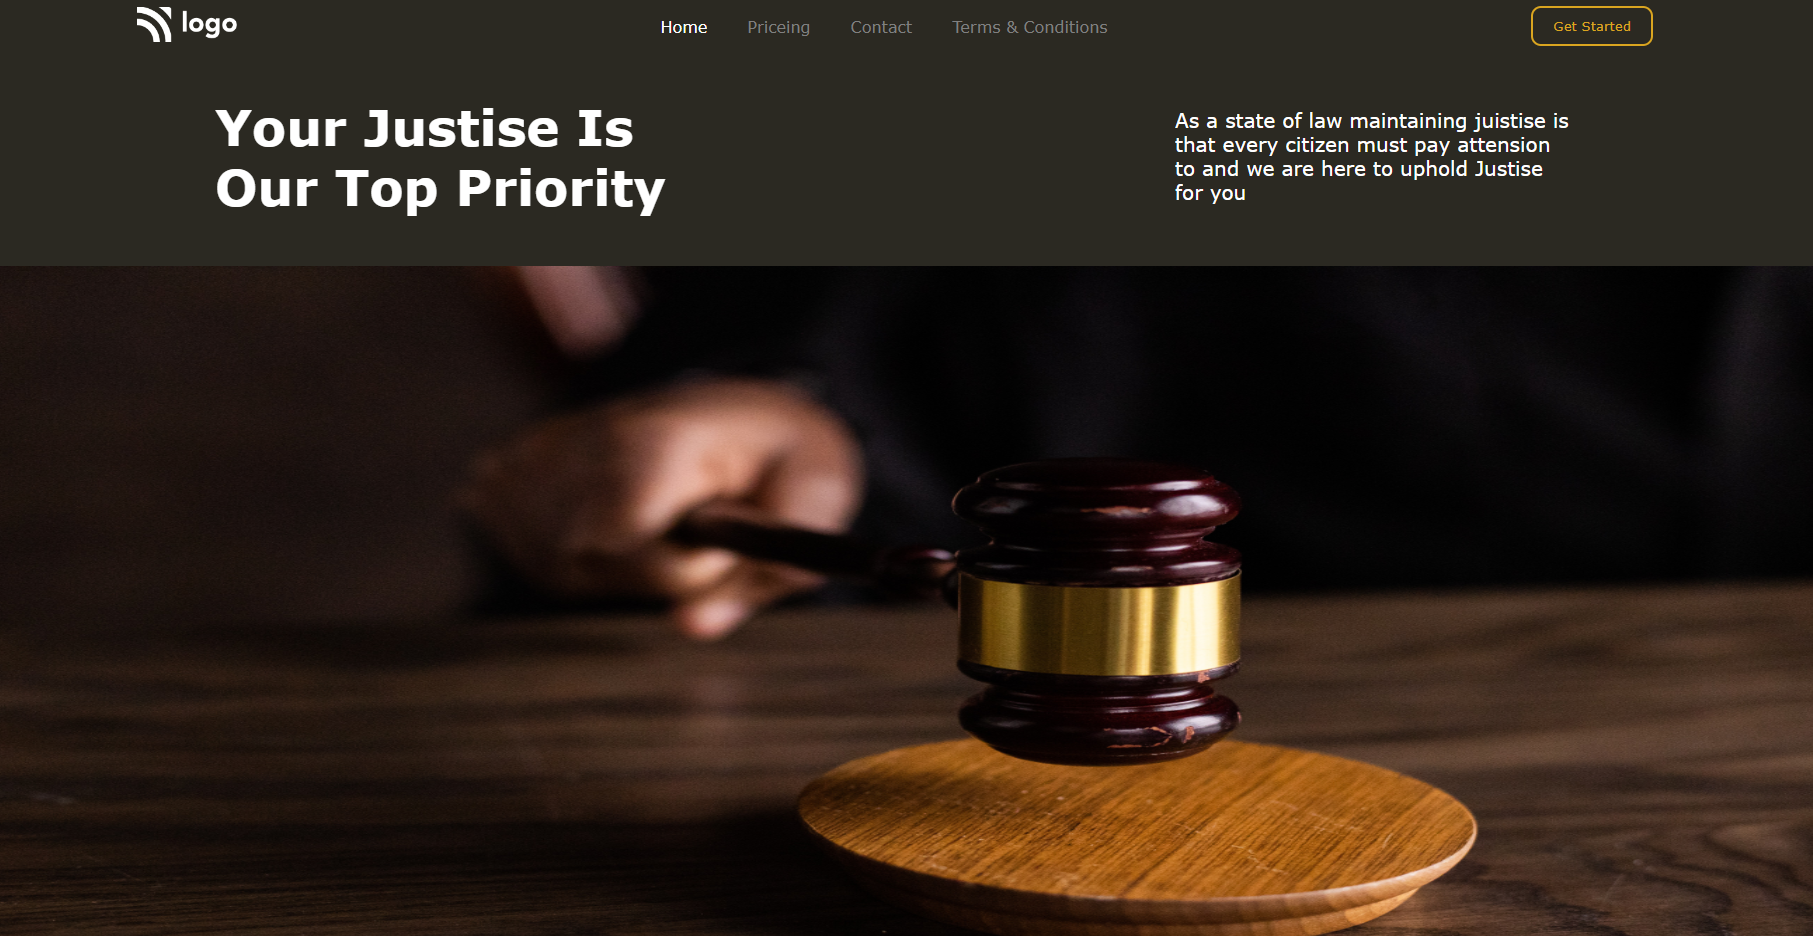 logo
Home
Priceing
Contact
Terms & Conditions
Get Started
Your Justise Is
Our Top Priority
As a state of law maintaining juistise is
that every citizen must pay attension
to and we are here to uphold Justise
for you